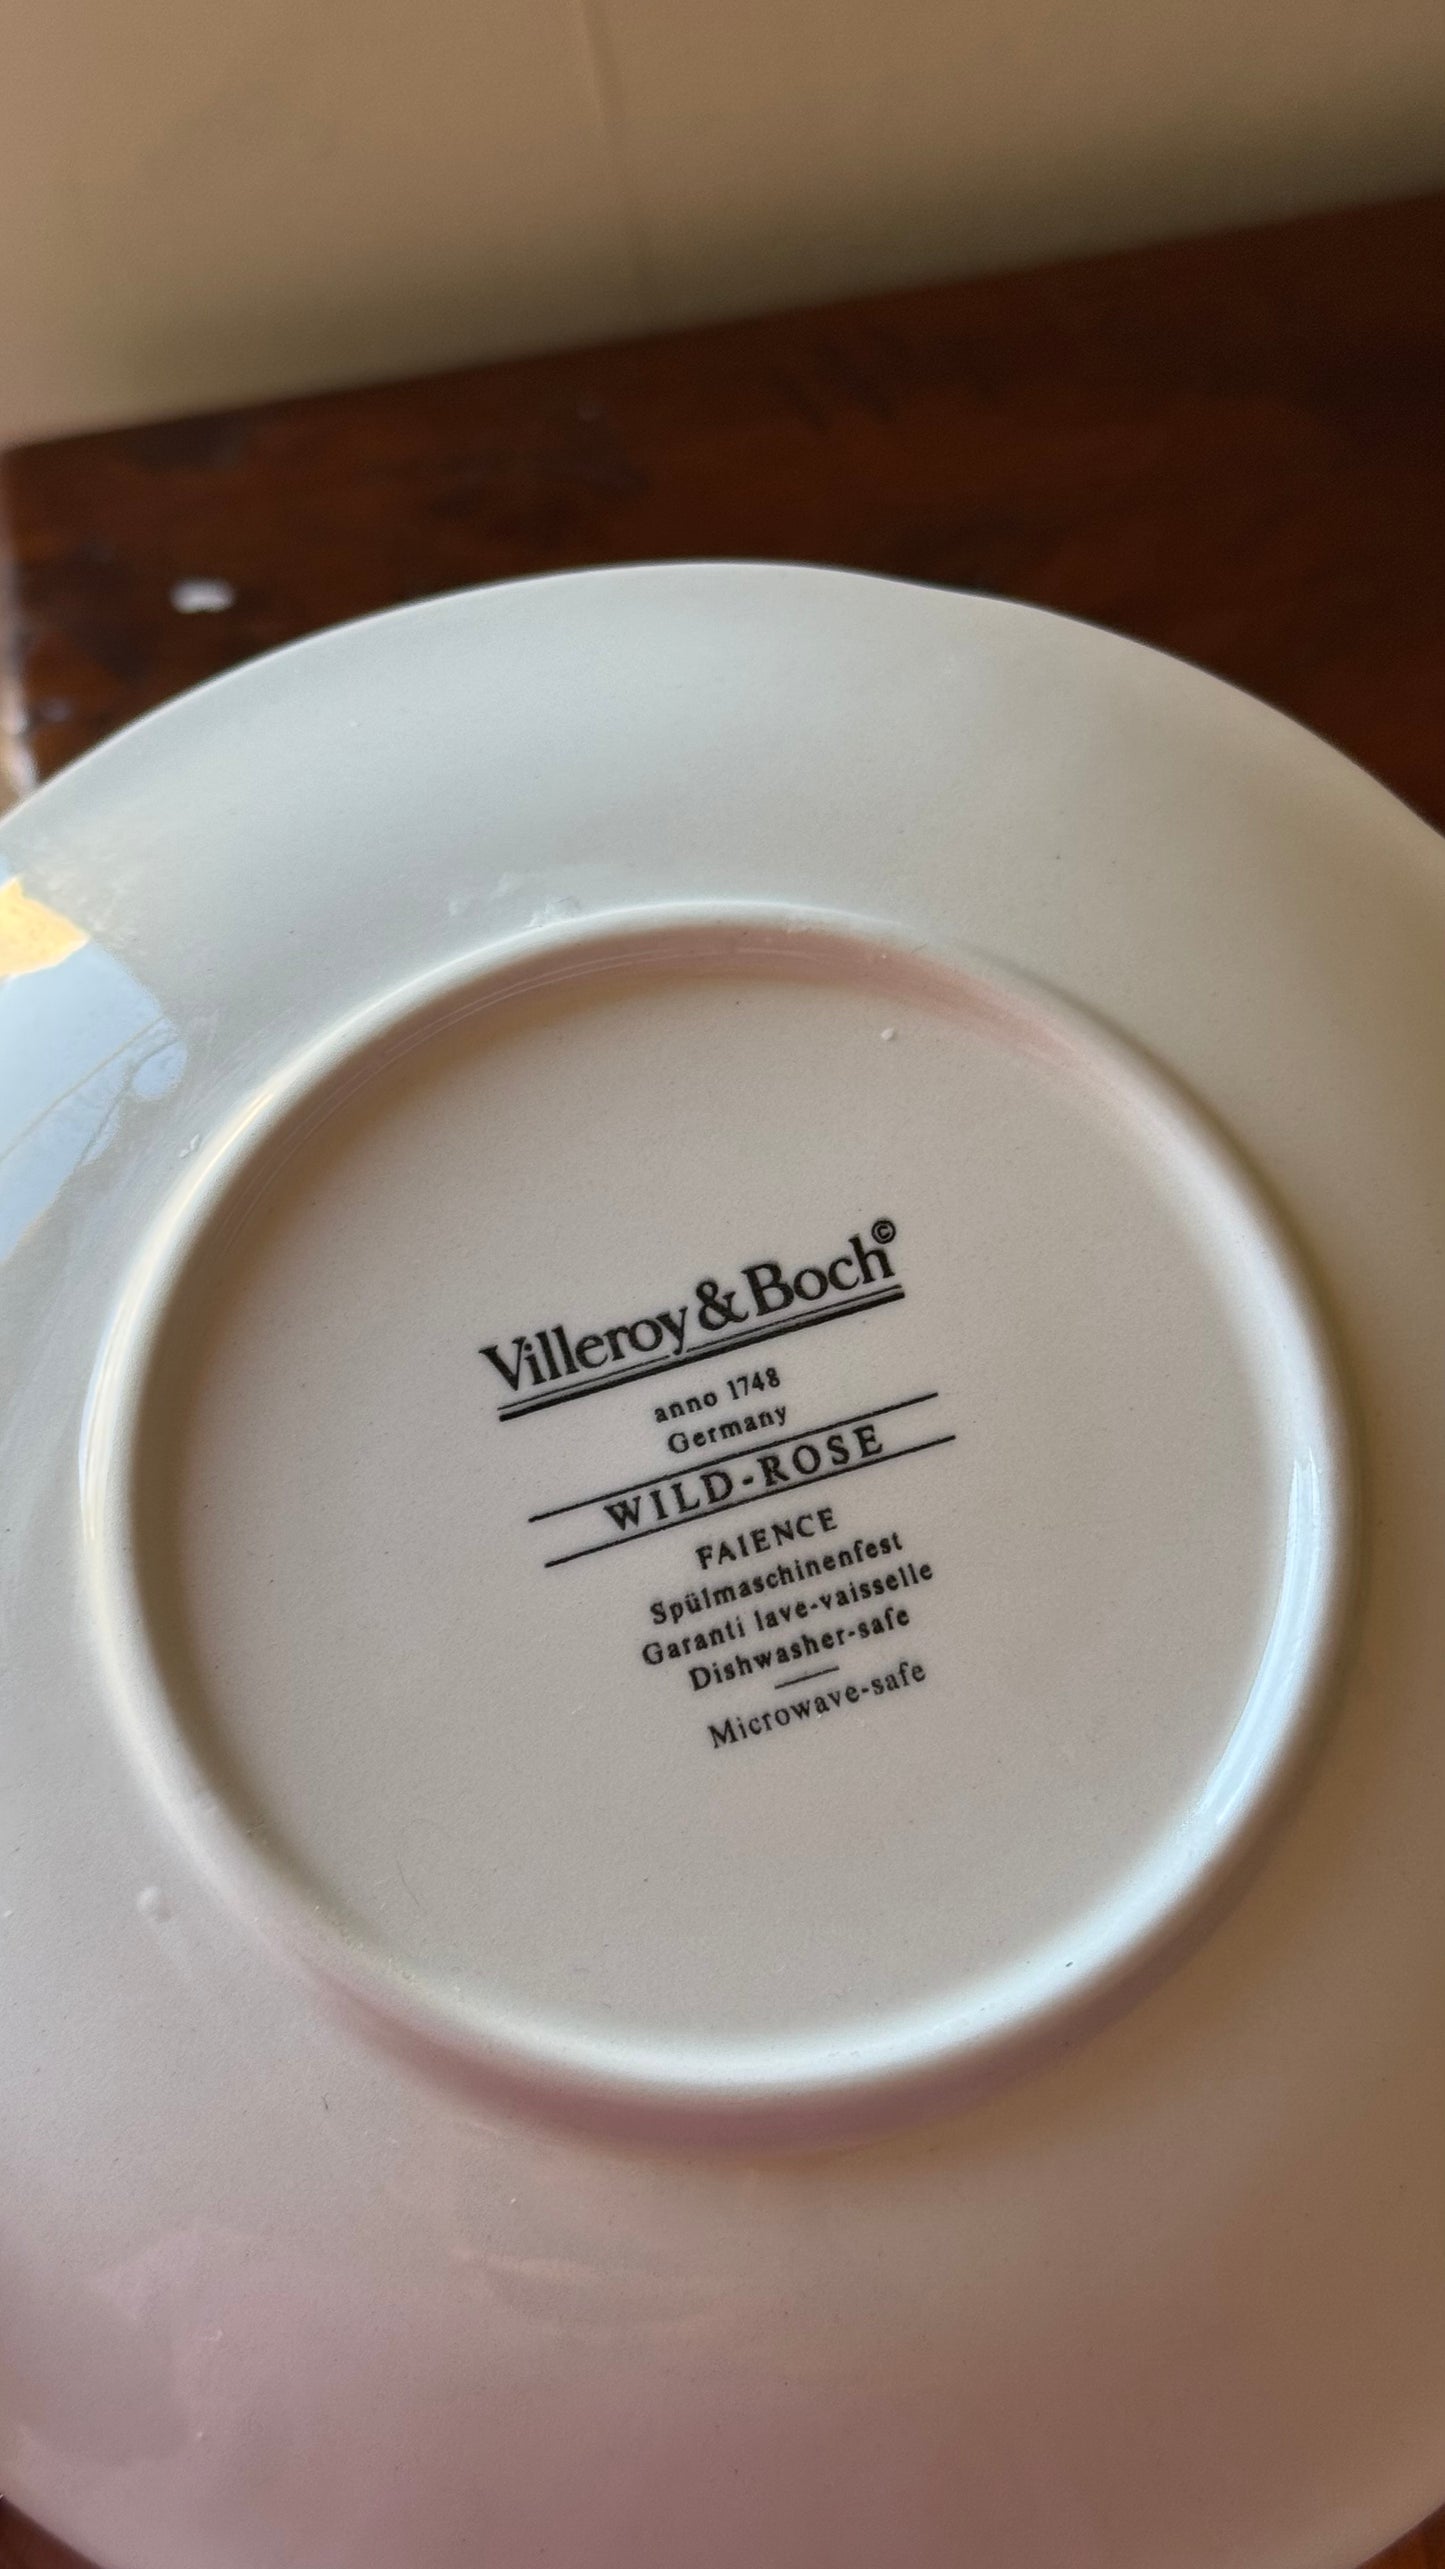 Villeroy & Boch©
anno 1748
Germany
WILD-ROSE
FAIENCE
Spülmaschinenfest
Garanti lave-vaisselle
Dishwasher-safe
Microwave-safe